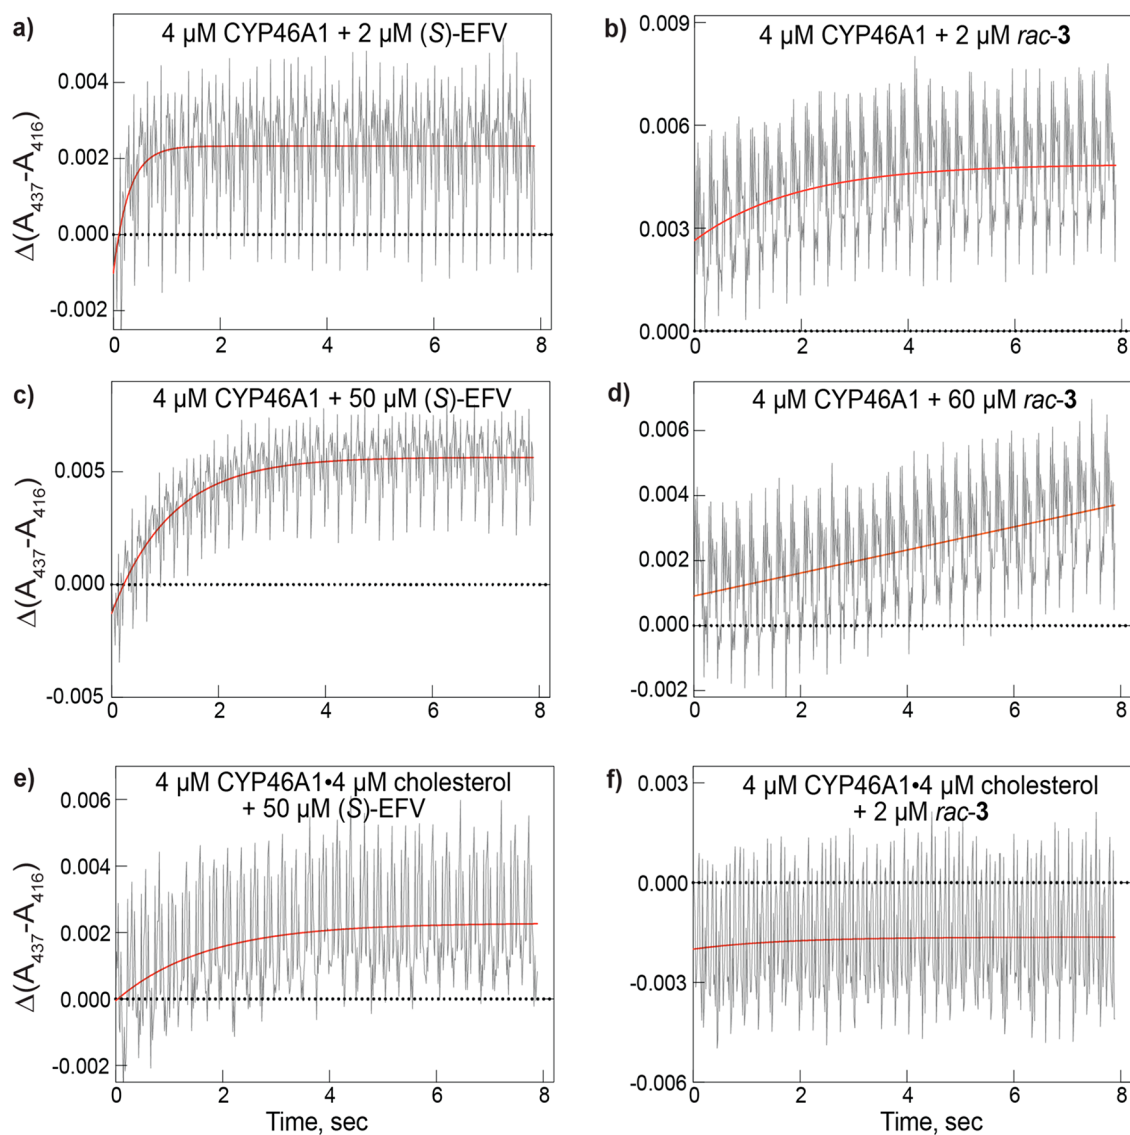 a)
4 µM CYP46A1 + 2 µM (S)-EFV
Δ(A437-A416)
0.004
0.002
0.000
-0.002
0 2 4 6 8
b)
4 µM CYP46A1 + 2 µM rac-3
0.009
0.006
0.003
0.000
0 2 4 6 8
c)
4 µM CYP46A1 + 50 µM (S)-EFV
Δ(A437-A416)
0.005
0.000
-0.005
0 2 4 6 8
d)
4 µM CYP46A1 + 60 µM rac-3
0.006
0.004
0.002
0.000
-0.002
0 2 4 6 8
e)
4 µM CYP46A1•4 µM cholesterol
+ 50 µM (S)-EFV
Δ(A437-A416)
0.006
0.004
0.002
0.000
-0.002
0 2 4 6 8
Time, sec
f)
4 µM CYP46A1•4 µM cholesterol
+ 2 µM rac-3
0.003
0.000
-0.003
-0.006
0 2 4 6 8
Time, sec